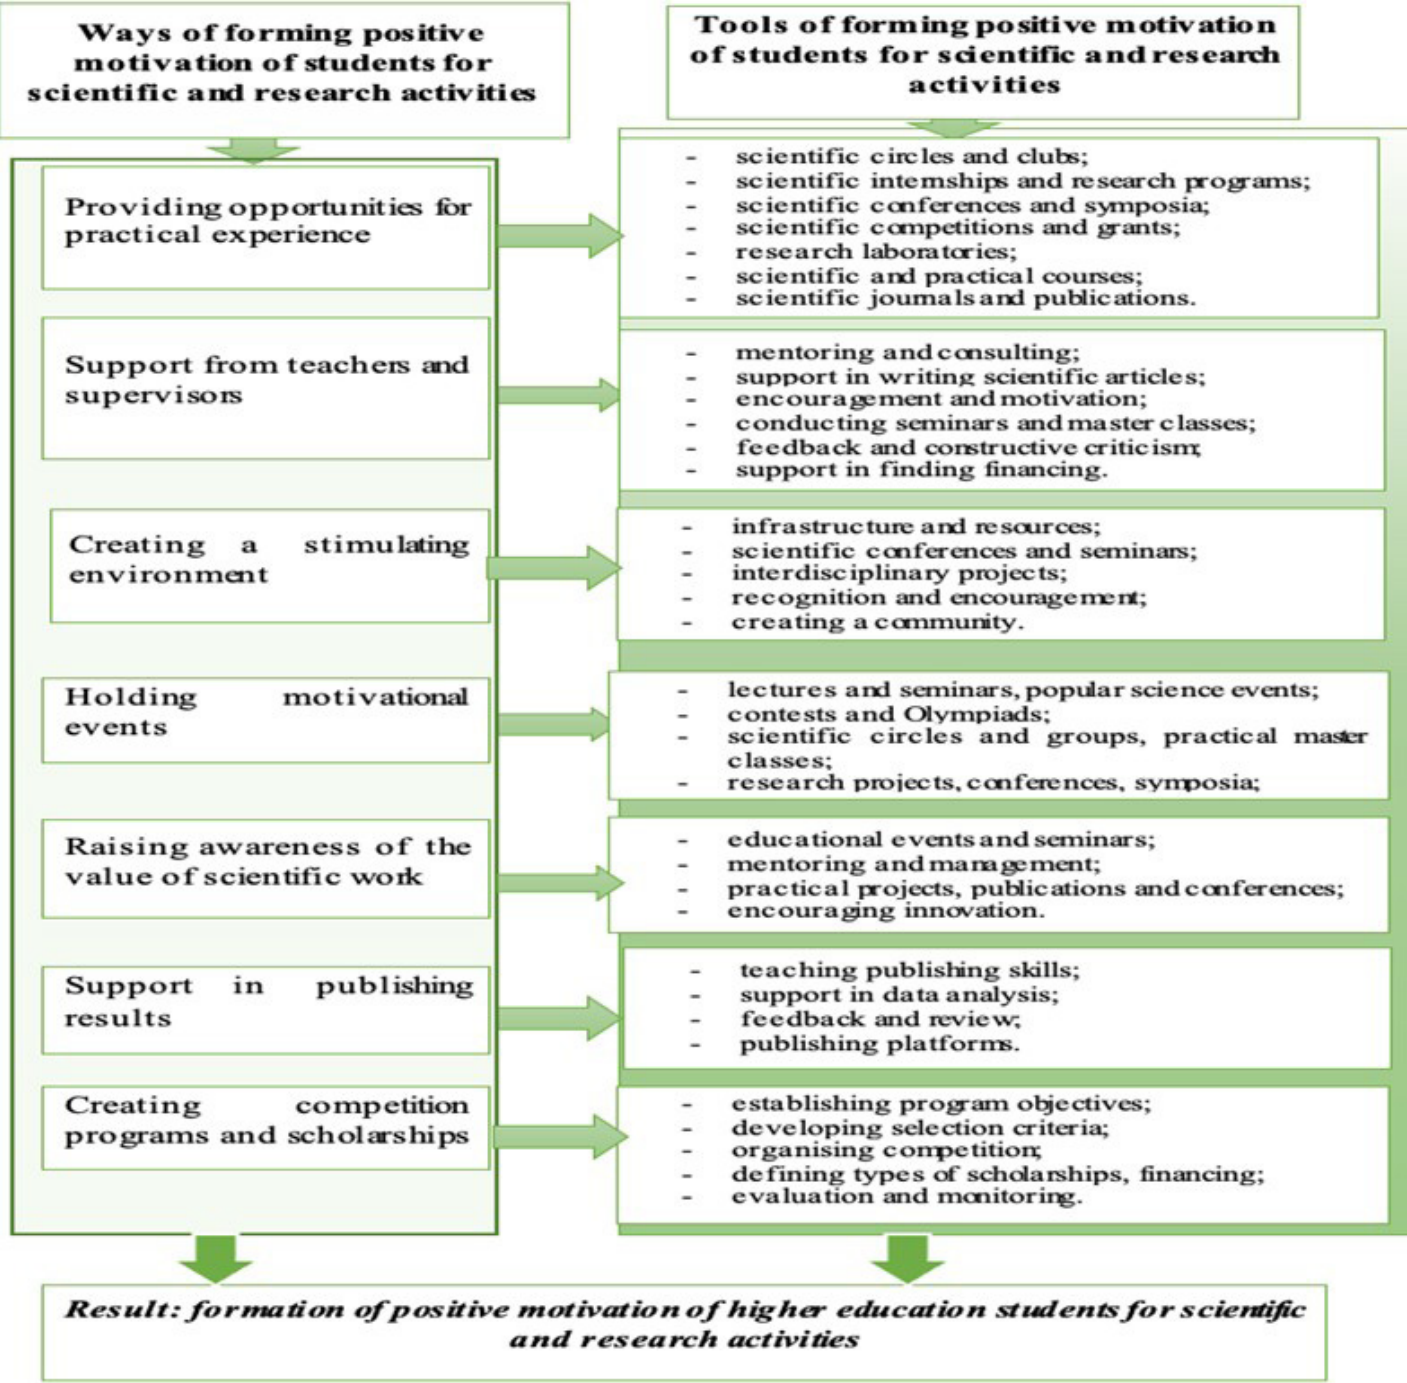 Ways of forming positive
motivation of students for
scientific and research activities
Tools of forming positive motivation
of students for scientific and research
activities
Providing opportunities for
practical experience
- scientific circles and clubs;
- scientific internships and research programs;
- scientific conferences and symposia;
- scientific competitions and grants;
- research laboratories;
- scientific and practical courses;
- scientific journals and publications.
Support from teachers and
supervisors
- mentoring and consulting;
- support in writing scientific articles;
- encouragement and motivation;
- conducting seminars and master classes;
- feedback and constructive criticism;
- support in finding financing.
Creating a stimulating
environment
- infrastructure and resources;
- scientific conferences and seminars;
- interdisciplinary projects;
- recognition and encouragement;
- creating a community.
Holding motivational
events
- lectures and seminars, popular science events;
- contests and Olympiads;
- scientific circles and groups, practical master
classes;
- research projects, conferences, symposia;
Raising awareness of the
value of scientific work
- educational events and seminars;
- mentoring and management;
- practical projects, publications and conferences;
- encouraging innovation.
Support in publishing
results
- teaching publishing skills;
- support in data analysis;
- feedback and review;
- publishing platforms.
Creating competition
programs and scholarships
- establishing program objectives;
- developing selection criteria;
- organising competition;
- defining types of scholarships, financing;
- evaluation and monitoring.
Result: formation of positive motivation of higher education students for scientific
and research activities